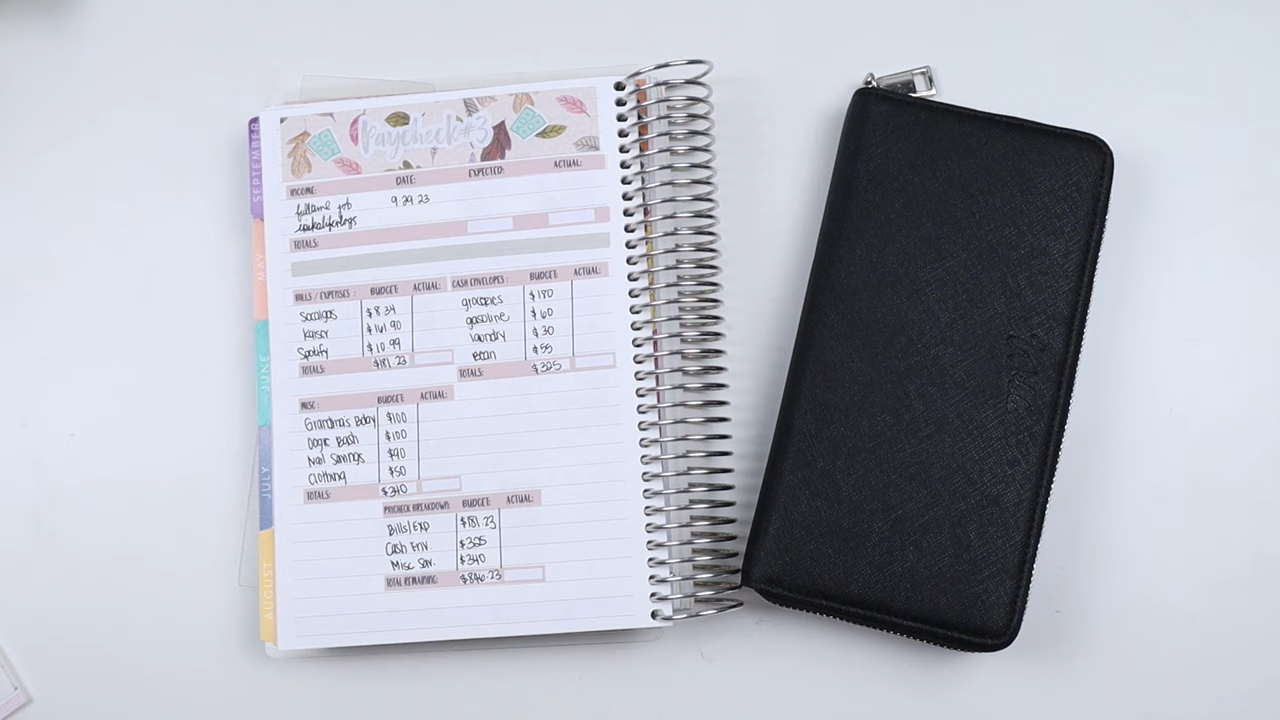 Paycheck #3
INCOME: DATE: EXPECTED: ACTUAL:
fulltime job 9.29.23
TOTALS:
BILLS / EXPENSES: BUDGET: ACTUAL:
Socalgas $8.34
Kaiser $161.90
Spotify $10.99
TOTALS: $181.23
CASH ENVELOPES: BUDGET: ACTUAL:
groceries $180
gasoline $60
laundry $30
Bean $55
TOTALS: $325
MISC: BUDGET: ACTUAL:
Grandma's Bday $100
Dogie Bash $100
Nail Savings $90
Clothing $50
TOTALS: $340
PAYCHECK BREAKDOWN: BUDGET: ACTUAL:
Bills/Exp $181.23
Cash Env. $325
Misc Sav. $340
TOTAL REMAINING: $846.23
SEPTEMBER
MAY
JUNE
JULY
AUGUST